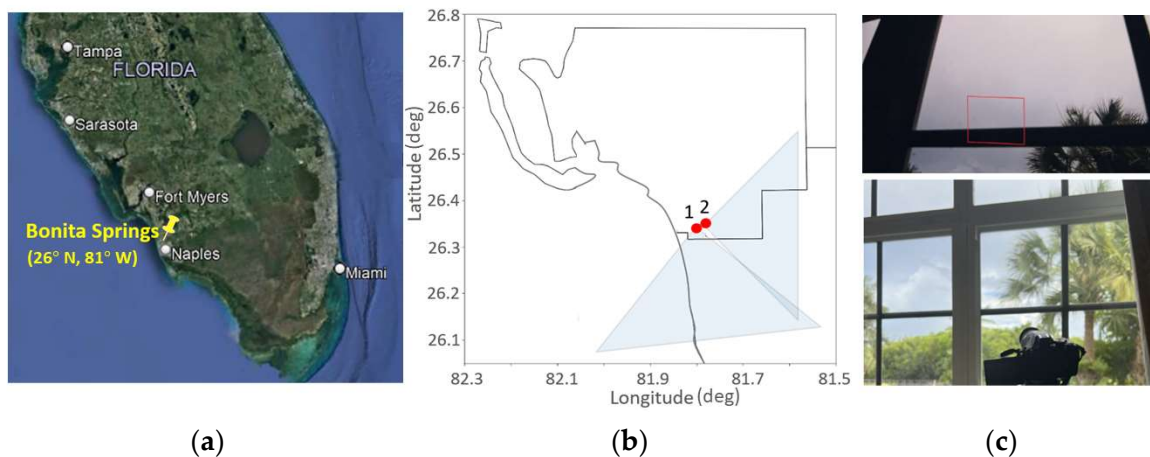 Tampa
FLORIDA
Sarasota
Fort Myers
Bonita Springs
(26° N, 81° W)
Naples
Miami
(a)
26.8
26.7
26.6
26.5
26.4
26.3
26.2
26.1
Latitude (deg)
1 2
82.3 82.1 81.9 81.7 81.5
Longitude (deg)
(b)
(c)